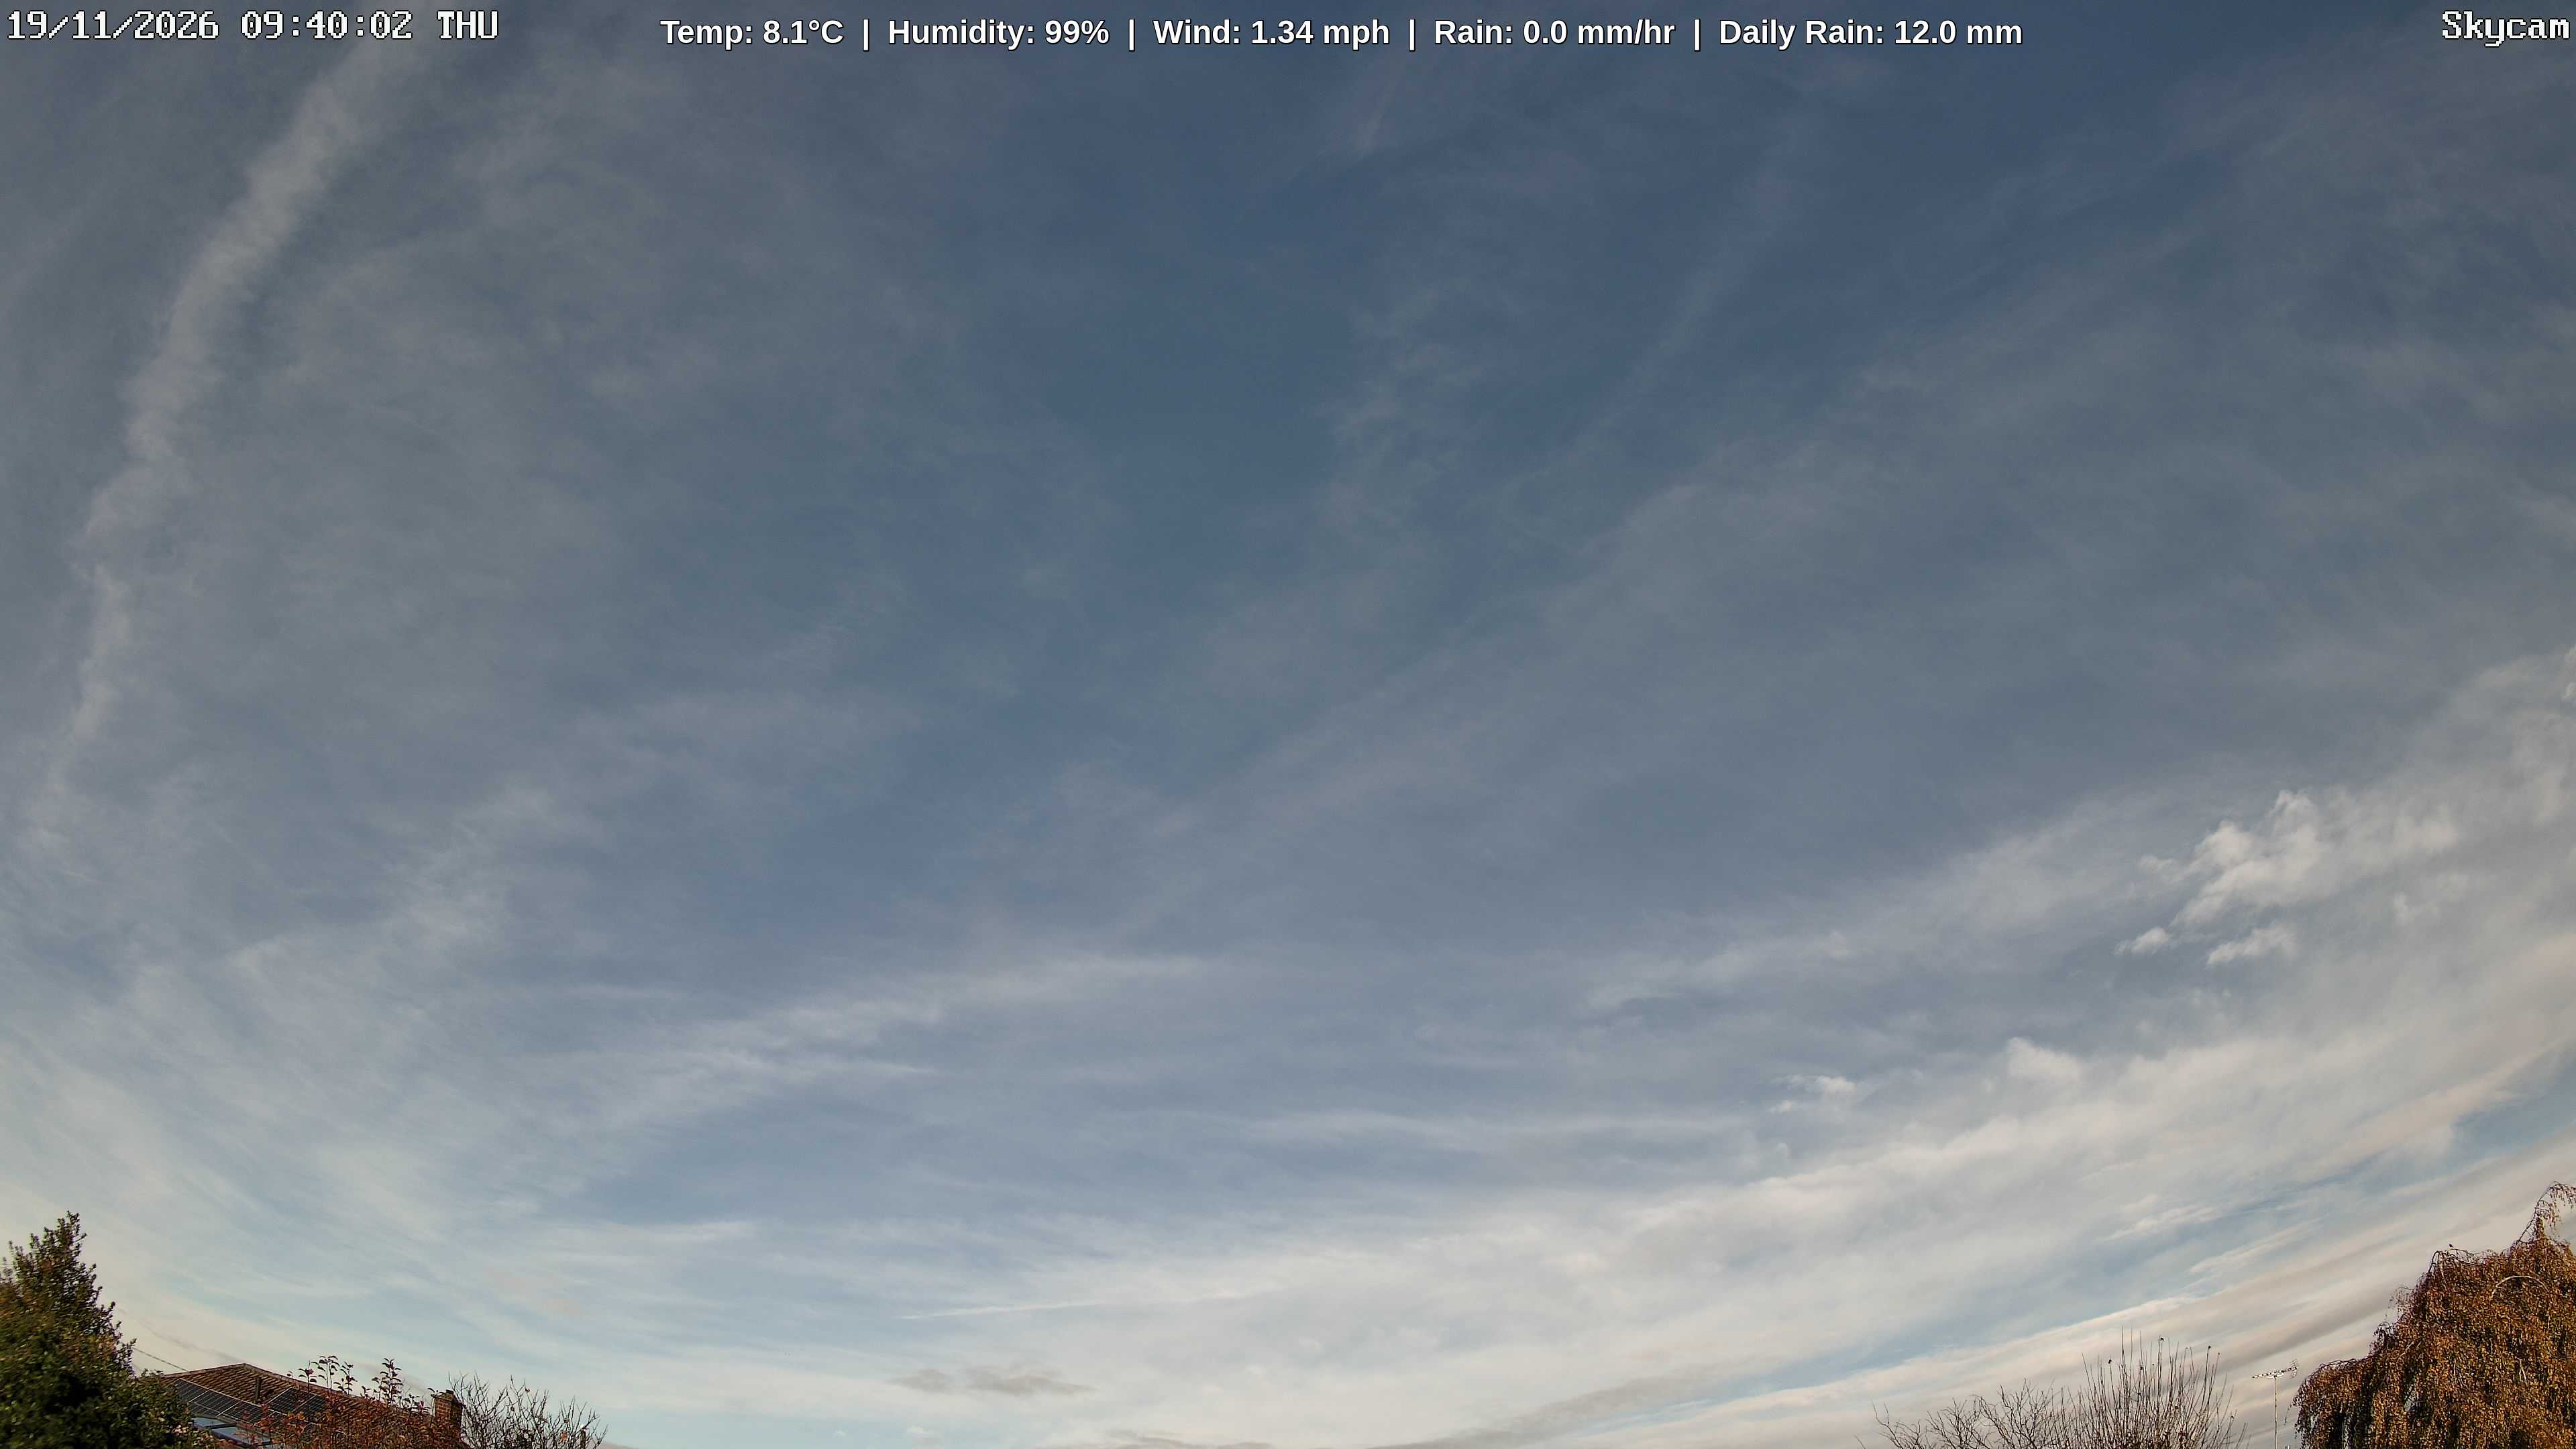 19/11/2026 09:40:02 THU
Temp: 8.1°C | Humidity: 99% | Wind: 1.34 mph | Rain: 0.0 mm/hr | Daily Rain: 12.0 mm
Skycam